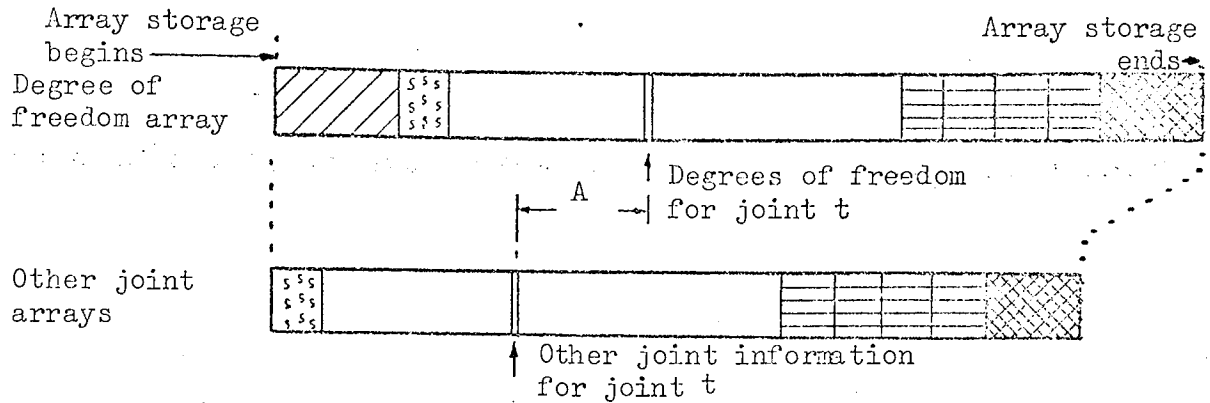 Array storage
begins
Array storage
ends
Degree of
freedom array
s s s
s s s
s s s
Degrees of freedom
for joint t
A
Other joint
arrays
s s s
s s s
s s s
Other joint information
for joint t